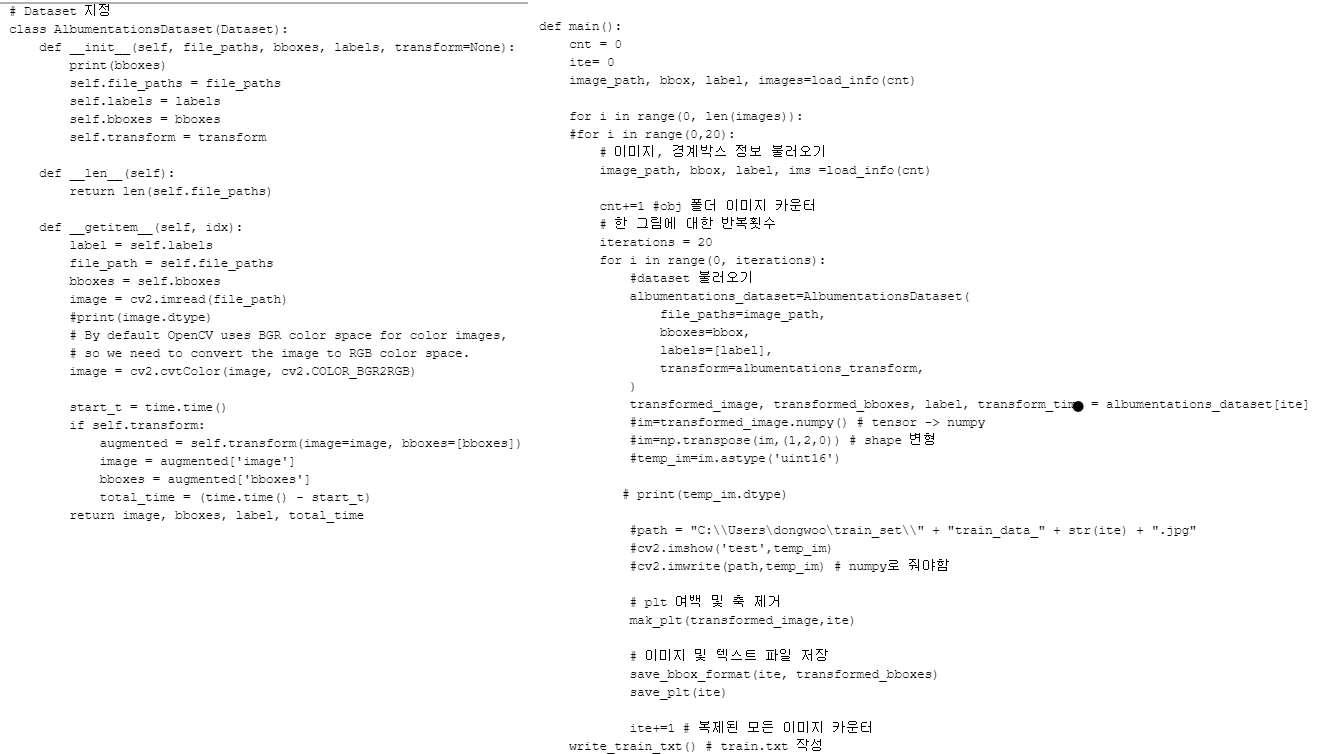 # Dataset 지정
class AlbumentationsDataset(Dataset):
    def __init__(self, file_paths, bboxes, labels, transform=None):
        print(bboxes)
        self.file_paths = file_paths
        self.labels = labels
        self.bboxes = bboxes
        self.transform = transform

    def __len__(self):
        return len(self.file_paths)

    def __getitem__(self, idx):
        label = self.labels
        file_path = self.file_paths
        bboxes = self.bboxes
        image = cv2.imread(file_path)
        #print(image.dtype)
        # By default OpenCV uses BGR color space for color images,
        # so we need to convert the image to RGB color space.
        image = cv2.cvtColor(image, cv2.COLOR_BGR2RGB)

        start_t = time.time()
        if self.transform:
            augmented = self.transform(image=image, bboxes=[bboxes])
            image = augmented['image']
            bboxes = augmented['bboxes']
            total_time = (time.time() - start_t)
        return image, bboxes, label, total_time

def main():
    cnt = 0
    ite= 0
    image_path, bbox, label, images=load_info(cnt)

    for i in range(0, len(images)):
    #for i in range(0,20):
        # 이미지, 경계박스 정보 불러오기
        image_path, bbox, label, ims =load_info(cnt)

        cnt+=1 #obj 폴더 이미지 카운터
        # 한 그림에 대한 반복횟수
        iterations = 20
        for i in range(0, iterations):
            #dataset 불러오기
            albumentations_dataset=AlbumentationsDataset(
                file_paths=image_path,
                bboxes=bbox,
                labels=[label],
                transform=albumentations_transform,
            )
            transformed_image, transformed_bboxes, label, transform_time = albumentations_dataset[ite]
            #im=transformed_image.numpy() # tensor -> numpy
            #im=np.transpose(im,(1,2,0)) # shape 변형
            #temp_im=im.astype('uint16')

           # print(temp_im.dtype)

            #path = "C:\\Users\dongwoo\train_set\\" + "train_data_" + str(ite) + ".jpg"
            #cv2.imshow('test',temp_im)
            #cv2.imwrite(path,temp_im) # numpy로 줘야함

            # plt 여백 및 축 제거
            mak_plt(transformed_image,ite)

            # 이미지 및 텍스트 파일 저장
            save_bbox_format(ite, transformed_bboxes)
            save_plt(ite)

            ite+=1 # 복제된 모든 이미지 카운터
    write_train_txt() # train.txt 작성